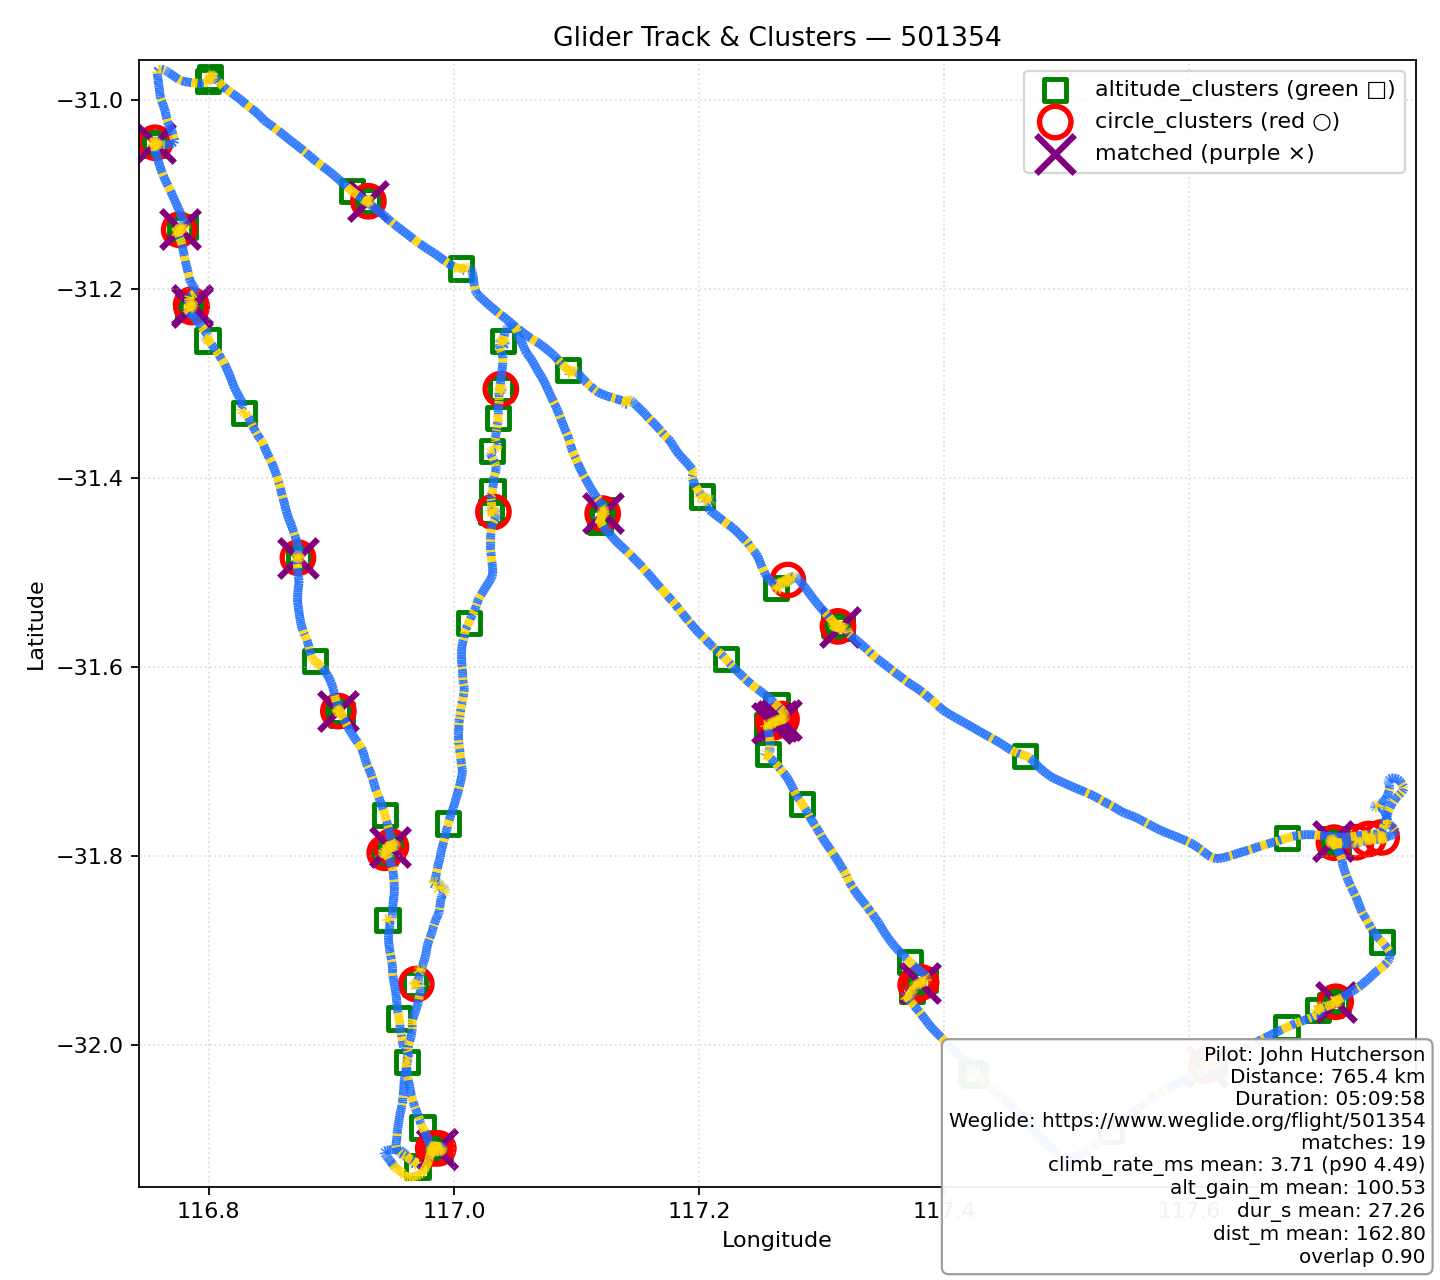 Glider Track & Clusters — 501354
altitude_clusters (green □)
circle_clusters (red ○)
matched (purple ×)
−31.0
−31.2
−31.4
−31.6
−31.8
−32.0
Latitude
116.8
117.0
117.2
117.4
117.6
Longitude
Pilot: John Hutcherson
Distance: 765.4 km
Duration: 05:09:58
Weglide: https://www.weglide.org/flight/501354
matches: 19
climb_rate_ms mean: 3.71 (p90 4.49)
alt_gain_m mean: 100.53
dur_s mean: 27.26
dist_m mean: 162.80
overlap 0.90